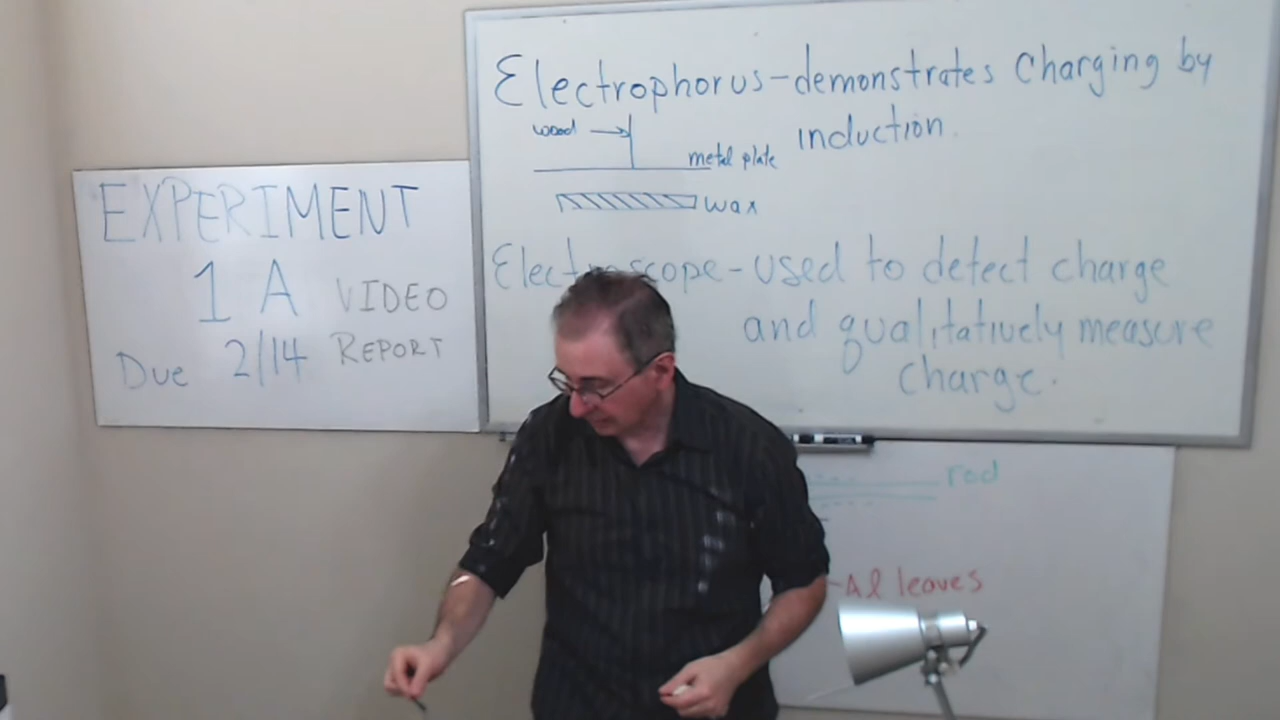 EXPERIMENT
1 A VIDEO
Due 2/14 REPORT
Electrophorus-demonstrates Charging by
induction.
wood
metal plate
wax
Electroscope-used to detect charge
and qualitatively measure
charge.
rod
Al leaves